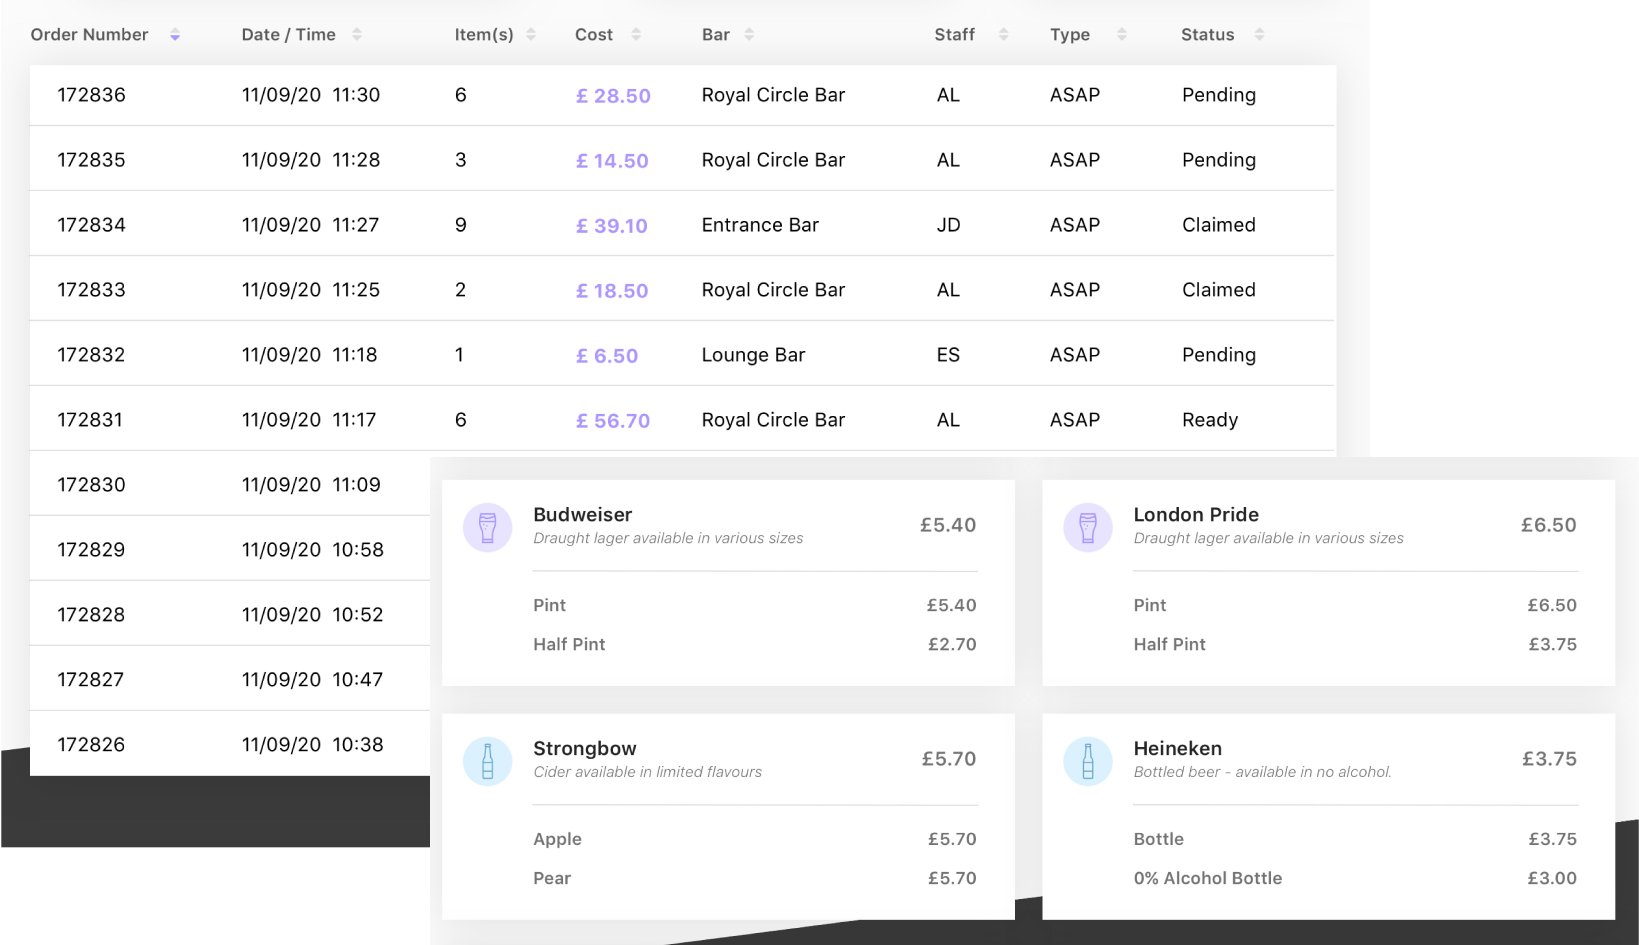 Order Number Date / Time Item(s) Cost Bar Staff Type Status
172836 11/09/20 11:30 6 £ 28.50 Royal Circle Bar AL ASAP Pending
172835 11/09/20 11:28 3 £ 14.50 Royal Circle Bar AL ASAP Pending
172834 11/09/20 11:27 9 £ 39.10 Entrance Bar JD ASAP Claimed
172833 11/09/20 11:25 2 £ 18.50 Royal Circle Bar AL ASAP Claimed
172832 11/09/20 11:18 1 £ 6.50 Lounge Bar ES ASAP Pending
172831 11/09/20 11:17 6 £ 56.70 Royal Circle Bar AL ASAP Ready
172830 11/09/20 11:09
172829 11/09/20 10:58
172828 11/09/20 10:52
172827 11/09/20 10:47
172826 11/09/20 10:38
Budweiser £5.40
Draught lager available in various sizes
Pint £5.40
Half Pint £2.70
London Pride £6.50
Draught lager available in various sizes
Pint £6.50
Half Pint £3.75
Strongbow £5.70
Cider available in limited flavours
Apple £5.70
Pear £5.70
Heineken £3.75
Bottled beer - available in no alcohol.
Bottle £3.75
0% Alcohol Bottle £3.00